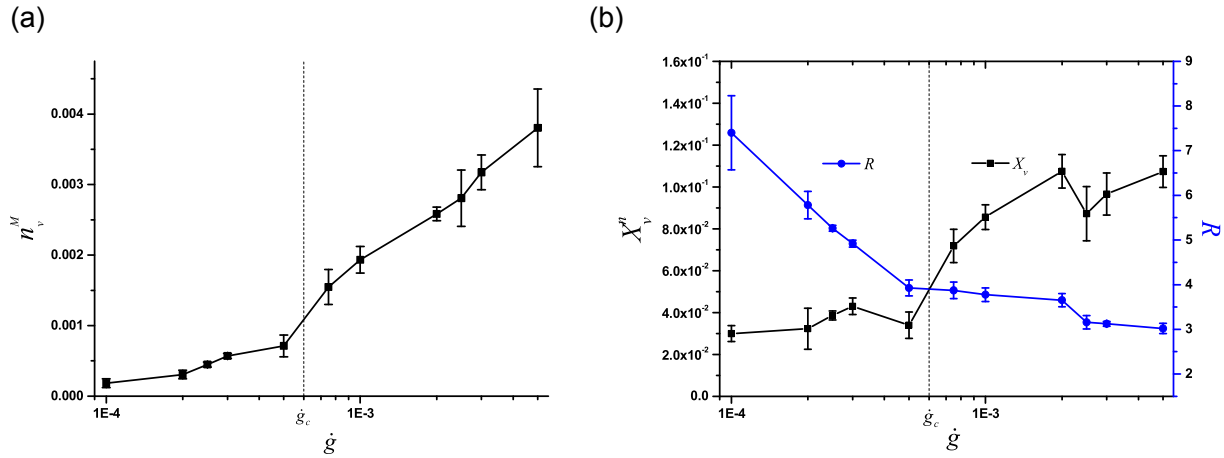 (a)
0.004
0.003
0.002
0.001
0.000
n_v^M
1E-4
ġ_c
1E-3
ġ
(b)
1.6x10⁻¹
1.4x10⁻¹
1.2x10⁻¹
1.0x10⁻¹
8.0x10⁻²
6.0x10⁻²
4.0x10⁻²
2.0x10⁻²
0.0
X_v^n
R
X_v
9
8
7
6
5
4
3
2
R
1E-4
ġ_c
1E-3
ġ